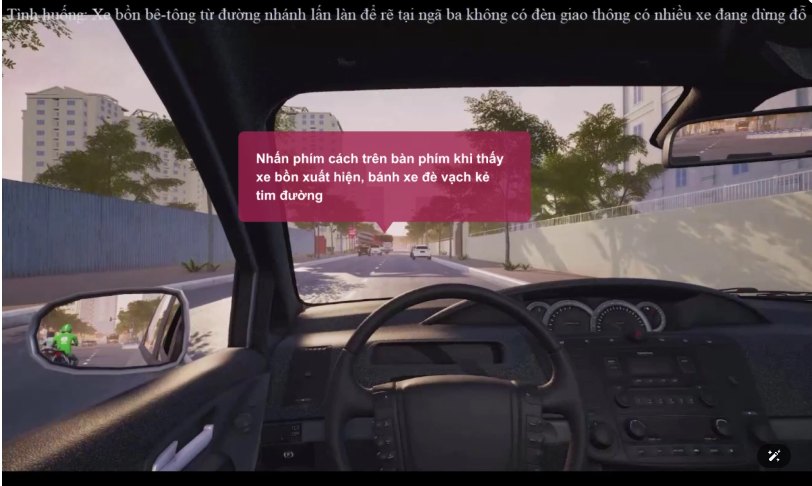 Tình huống: Xe bồn bê-tông từ đường nhánh lấn làn để rẽ tại ngã ba không có đèn giao thông có nhiều xe đang dừng đỗ
Nhấn phím cách trên bàn phím khi thấy
xe bồn xuất hiện, bánh xe đè vạch kẻ
tim đường